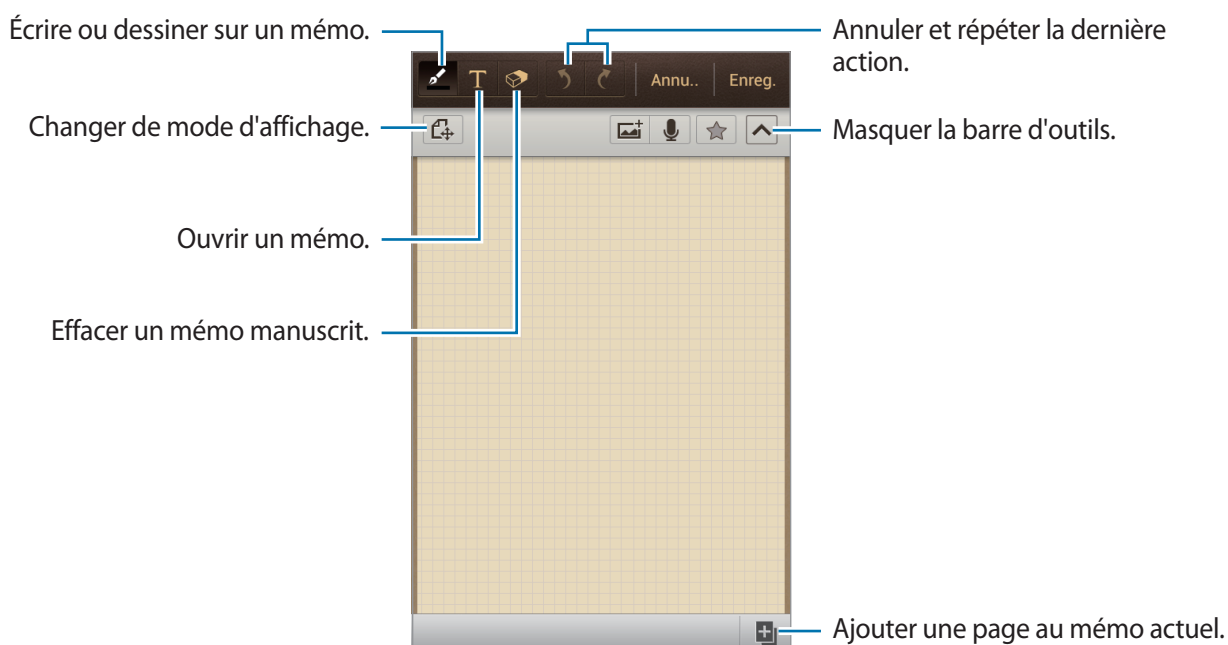 Écrire ou dessiner sur un mémo.
Annuler et répéter la dernière
action.
T
Annu..
Enreg.
Changer de mode d'affichage.
Masquer la barre d'outils.
Ouvrir un mémo.
Effacer un mémo manuscrit.
Ajouter une page au mémo actuel.